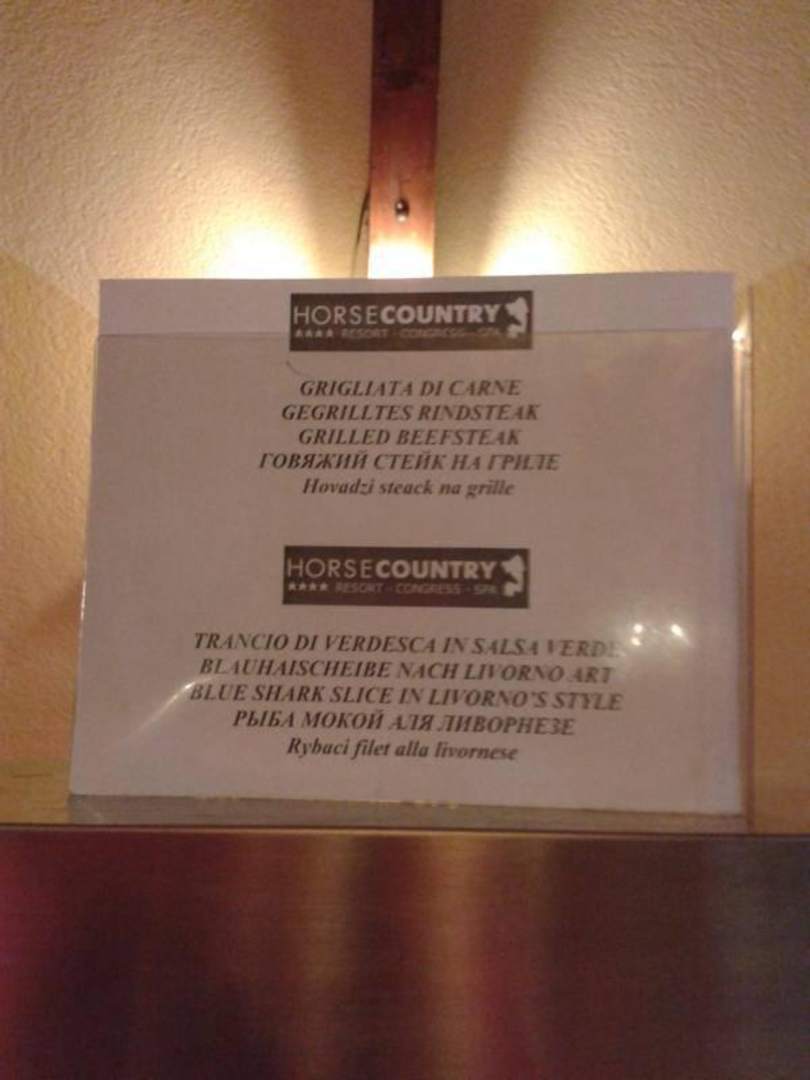 HORSECOUNTRY
★★★★ RESORT - CONGRESS - SPA
GRIGLIATA DI CARNE
GEGRILLTES RINDSTEAK
GRILLED BEEFSTEAK
ГОВЯЖИЙ СТЕЙК НА ГРИЛЕ
Hovadzi steack na grille
HORSECOUNTRY
★★★★ RESORT - CONGRESS - SPA
TRANCIO DI VERDESCA IN SALSA VERDE
BLAUHAISCHEIBE NACH LIVORNO ART
BLUE SHARK SLICE IN LIVORNO'S STYLE
РЫБА МОКОЙ АЛЯ ЛИВОРНЕЗЕ
Rybaci filet alla livornese